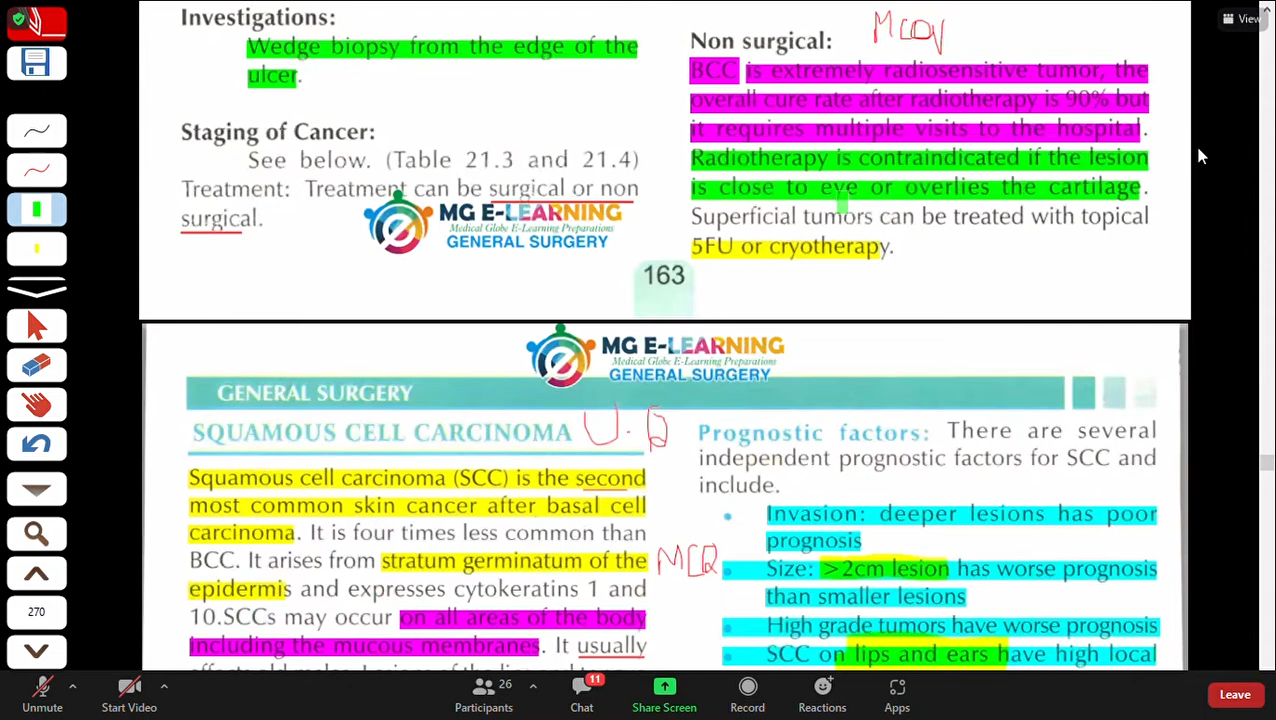 View
Investigations:
Wedge biopsy from the edge of the
ulcer.
Staging of Cancer:
See below. (Table 21.3 and 21.4)
Treatment: Treatment can be surgical or non
surgical.
MG E-LEARNING
GENERAL SURGERY
MCQ
Non surgical:
BCC is extremely radiosensitive tumor, the
overall cure rate after radiotherapy is 90% but
it requires multiple visits to the hospital.
Radiotherapy is contraindicated if the lesion
is close to eye or overlies the cartilage.
Superficial tumors can be treated with topical
5FU or cryotherapy.
163
MG E-LEARNING
Medical Globe E-Learning Preparations
GENERAL SURGERY
GENERAL SURGERY
SQUAMOUS CELL CARCINOMA
U.Q
Squamous cell carcinoma (SCC) is the second
most common skin cancer after basal cell
carcinoma. It is four times less common than
BCC. It arises from stratum germinatum of the
epidermis and expresses cytokeratins 1 and
10.SCCs may occur on all areas of the body
including the mucous membranes. It usually
MCQ
Prognostic factors: There are several
independent prognostic factors for SCC and
include.
• Invasion: deeper lesions has poor
prognosis
• Size: >2cm lesion has worse prognosis
than smaller lesions
• High grade tumors have worse prognosis
• SCC on lips and ears have high local
270
Unmute
Start Video
26
Participants
11
Chat
Share Screen
Record
Reactions
Apps
Leave